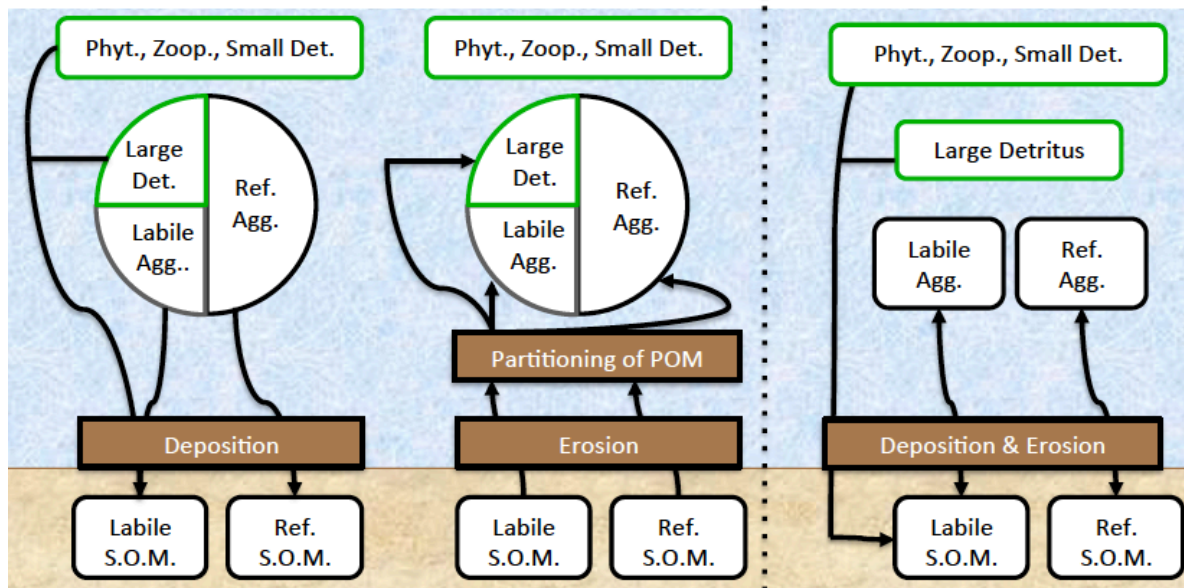 Phyt., Zoop., Small Det.
Large
Det.
Ref.
Agg.
Labile
Agg..
Deposition
Labile
S.O.M.
Ref.
S.O.M.
Phyt., Zoop., Small Det.
Large
Det.
Ref.
Agg.
Labile
Agg.
Partitioning of POM
Erosion
Labile
S.O.M.
Ref.
S.O.M.
Phyt., Zoop., Small Det.
Large Detritus
Labile
Agg.
Ref.
Agg.
Deposition & Erosion
Labile
S.O.M.
Ref.
S.O.M.